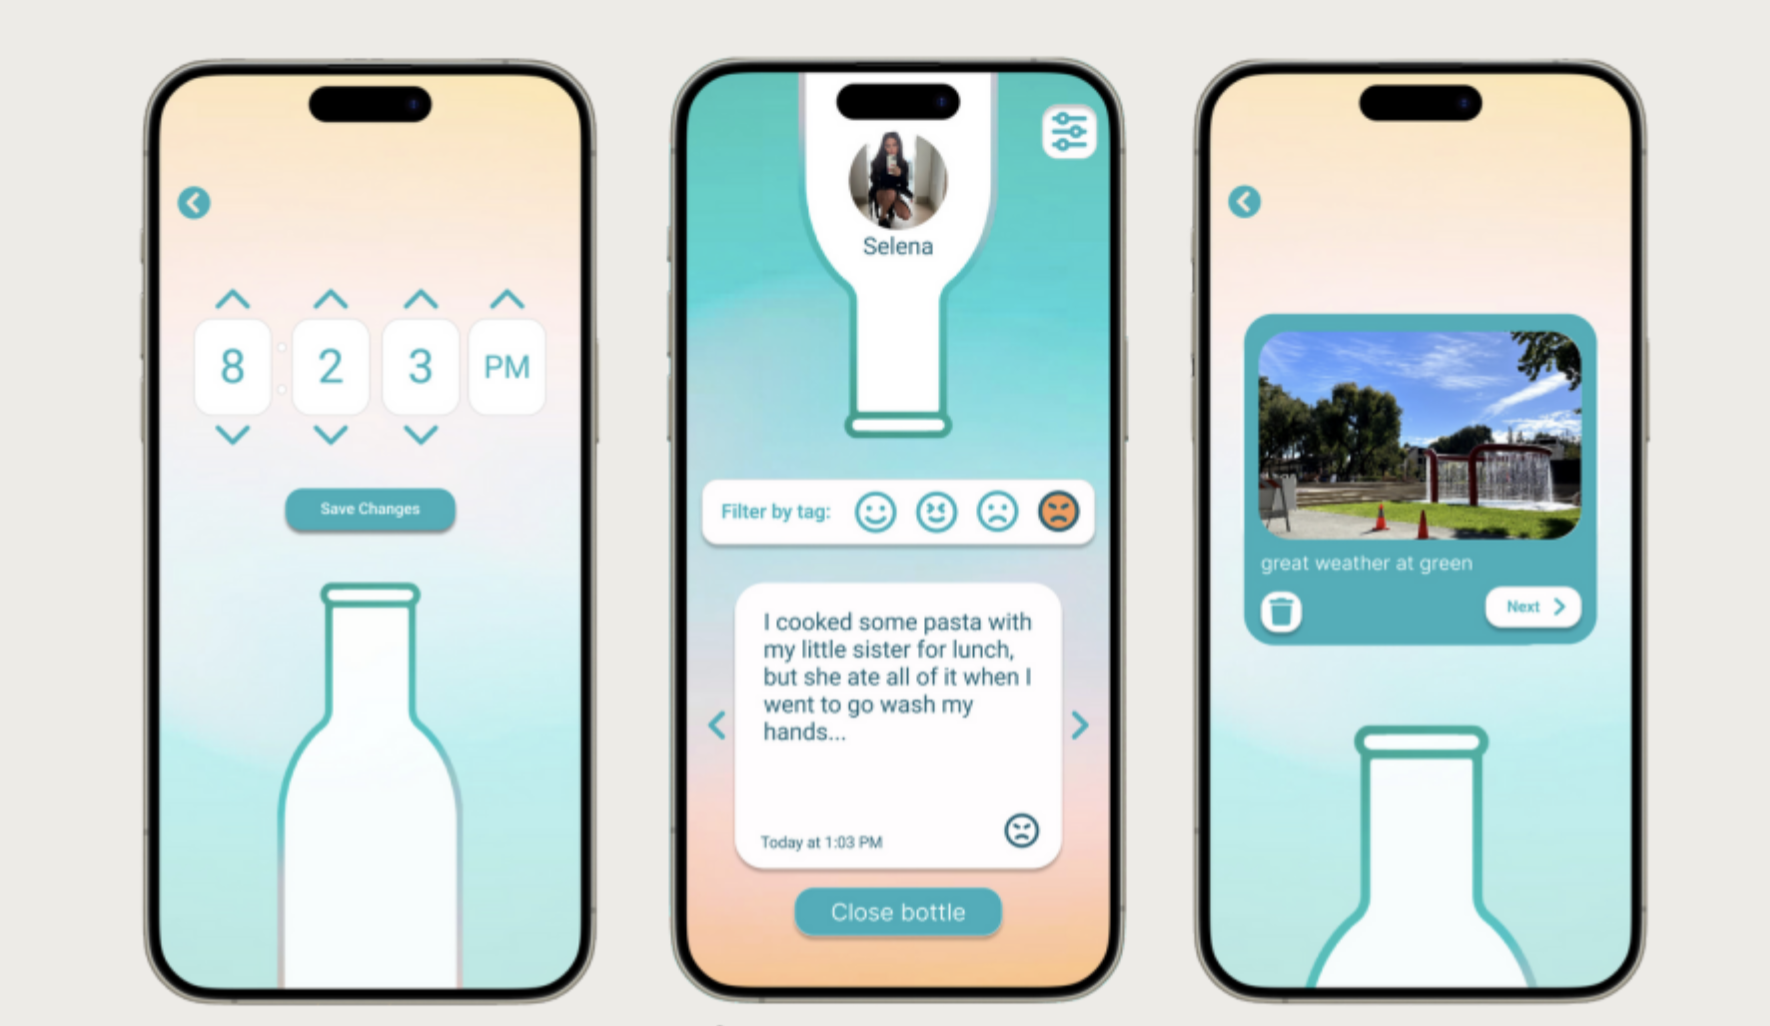 8 : 2 3 PM
Save Changes
Selena
Filter by tag:
I cooked some pasta with
my little sister for lunch,
but she ate all of it when I
went to go wash my
hands...
Today at 1:03 PM
Close bottle
great weather at green
Next